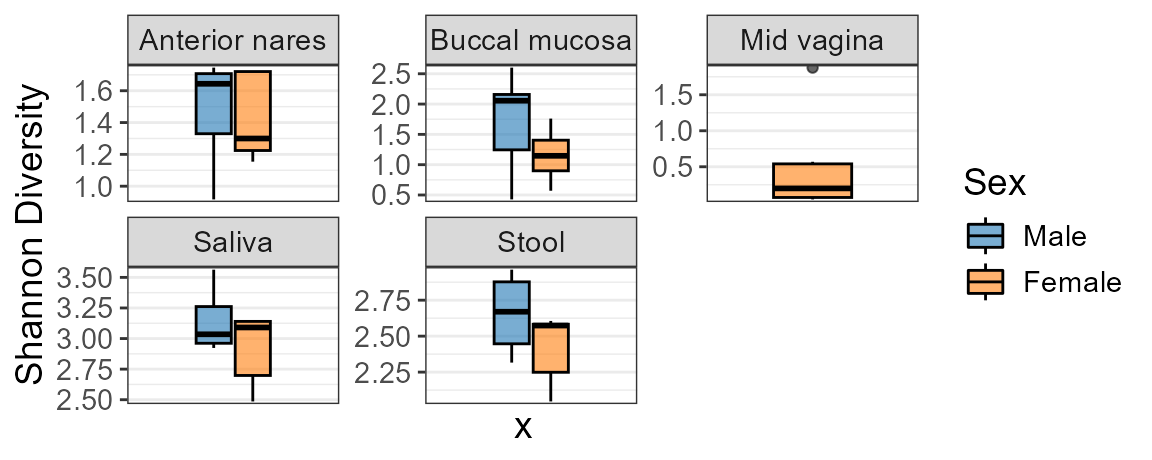 Anterior nares
Buccal mucosa
Mid vagina
1.6
1.4
1.2
1.0
2.5
2.0
1.5
1.0
0.5
1.5
1.0
0.5
Shannon Diversity
Saliva
Stool
3.50
3.25
3.00
2.75
2.50
2.75
2.50
2.25
x
Sex
Male
Female